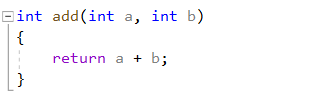 int add(int a, int b)
{
    return a + b;
}